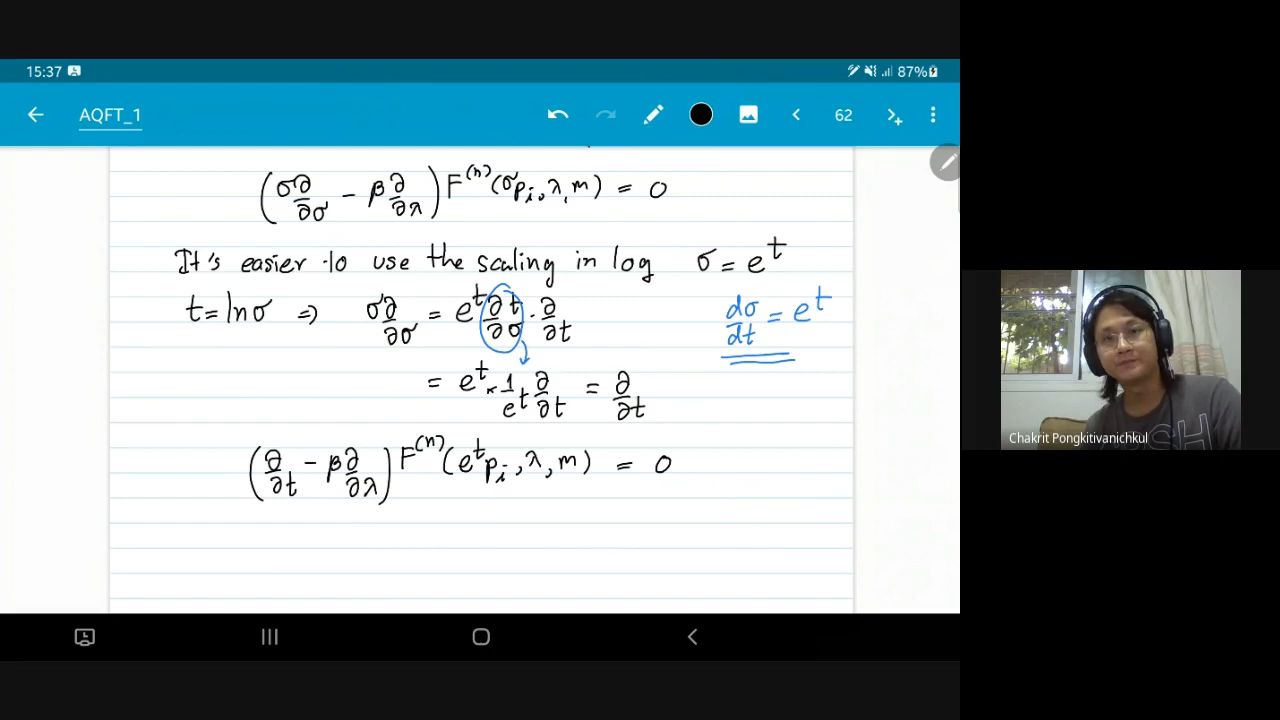 15:37 87%
AQFT_1 62
(σ∂/∂σ − β∂/∂λ) F^(n)(σp_i, λ, m) = 0
It's easier to use the scaling in log σ = e^t
t = ln σ ⇒ σ∂/∂σ = e^t ∂t/∂σ · ∂/∂t dσ/dt = e^t
= e^t × 1/e^t ∂/∂t = ∂/∂t
(∂/∂t − β∂/∂λ) F^(n)(e^t p_i, λ, m) = 0
Chakrit Pongkitivanichkul